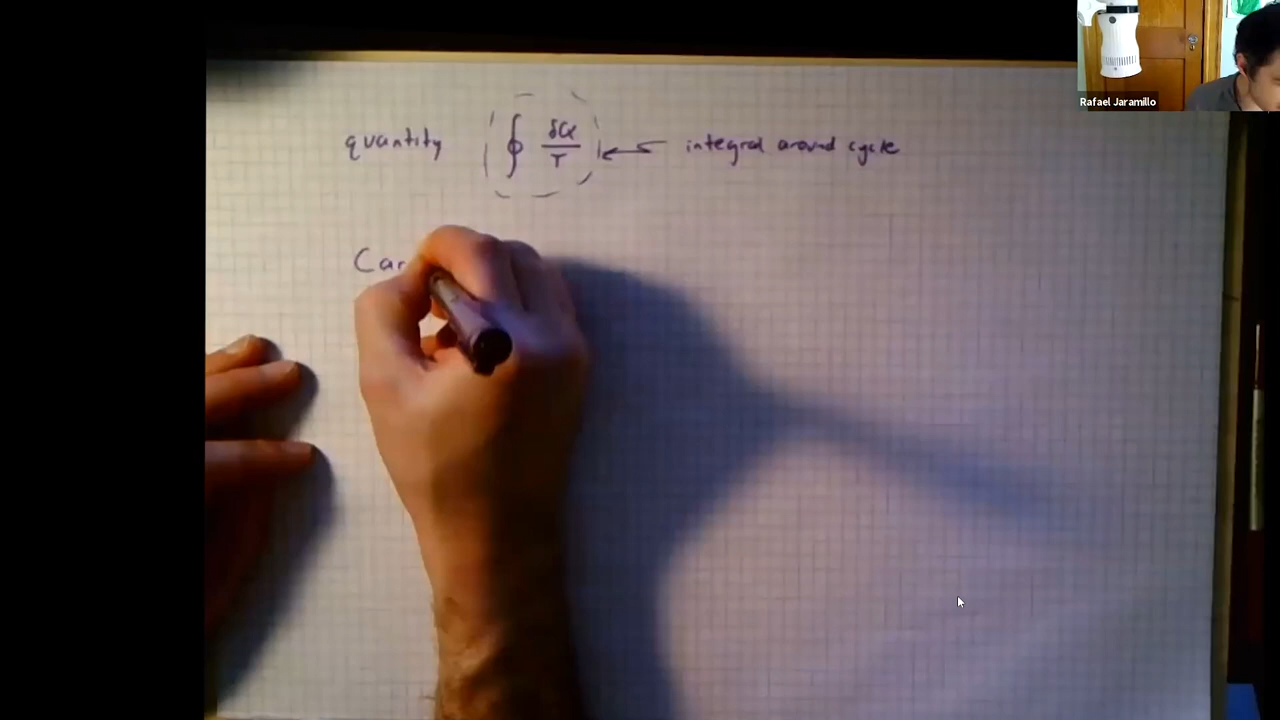 Rafael Jaramillo
quantity ∮ δQ/T ← integral around cycle
Car